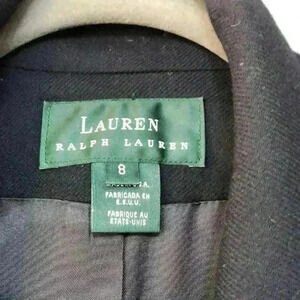 LAUREN
RALPH LAUREN
8
FABRICADA EN
E.E.U.U.
FABRIQUE AU
ETATS-UNIS